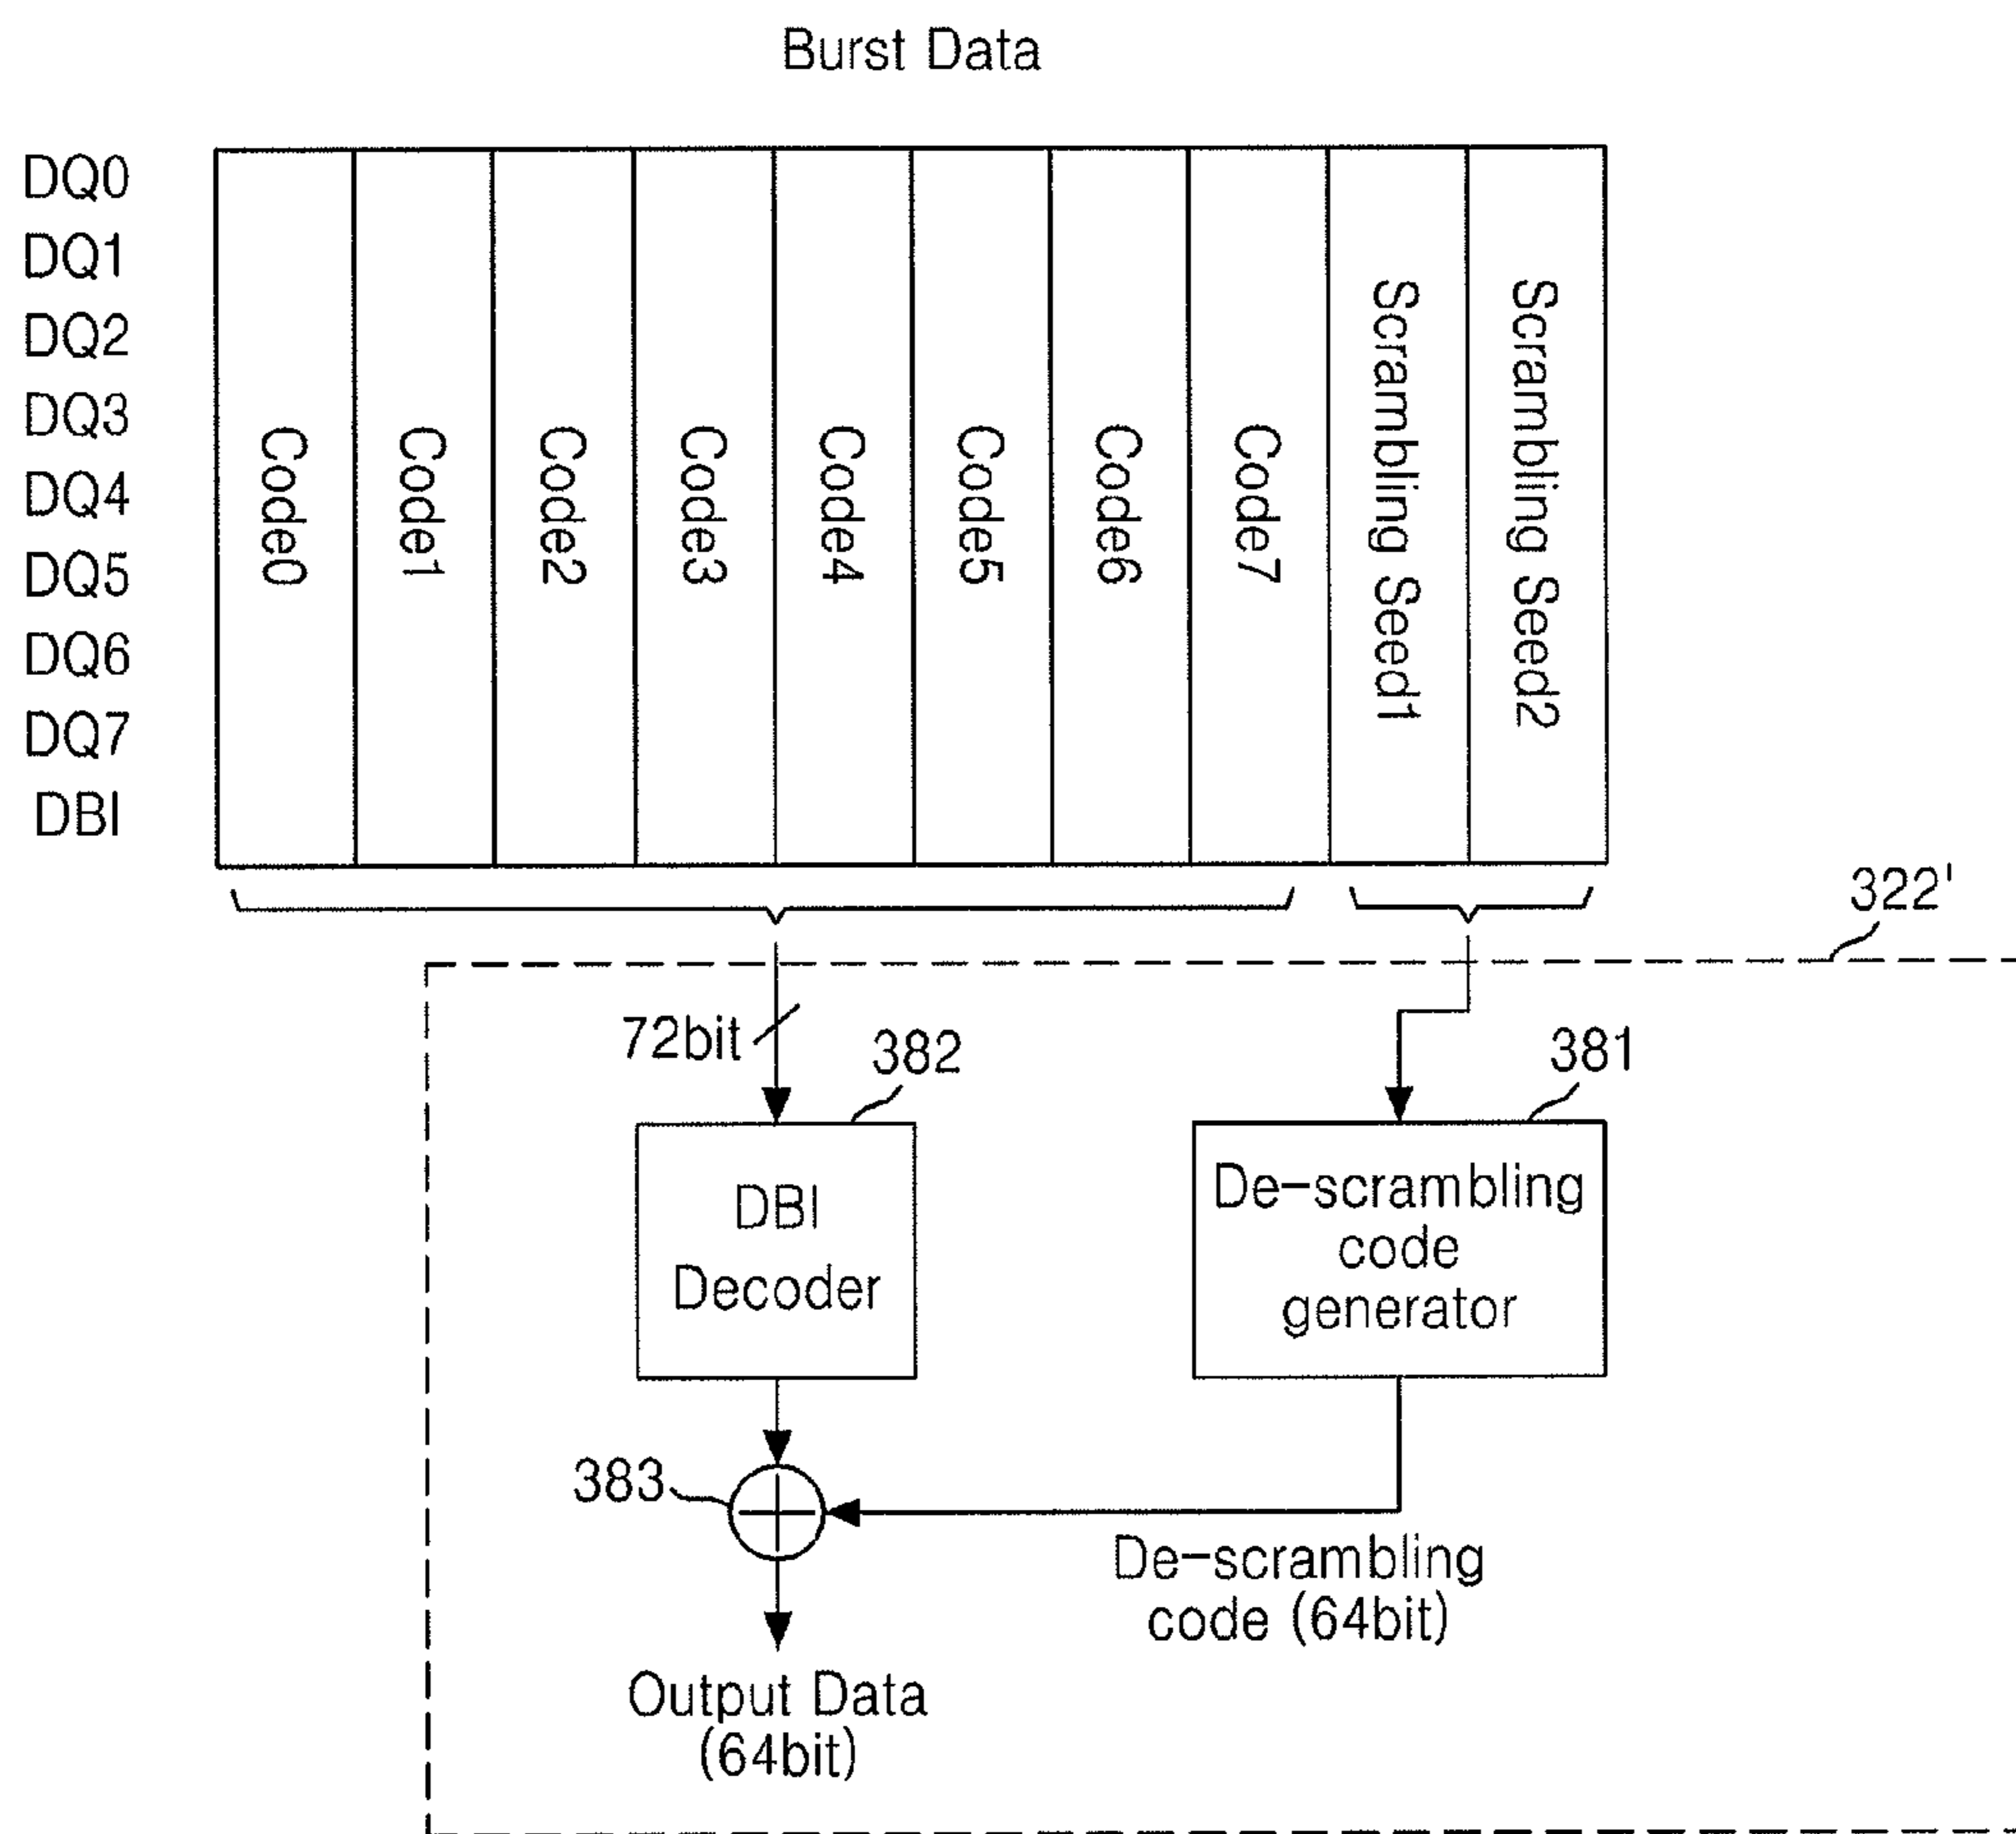 Burst Data
DQ0
DQ1
DQ2
DQ3
DQ4
DQ5
DQ6
DQ7
DBI
Code0
Code1
Code2
Code3
Code4
Code5
Code6
Code7
Scrambling Seed1
Scrambling Seed2
322'
72bit
382
381
DBI
Decoder
De-scrambling
code
generator
383
De-scrambling
code (64bit)
Output Data
(64bit)